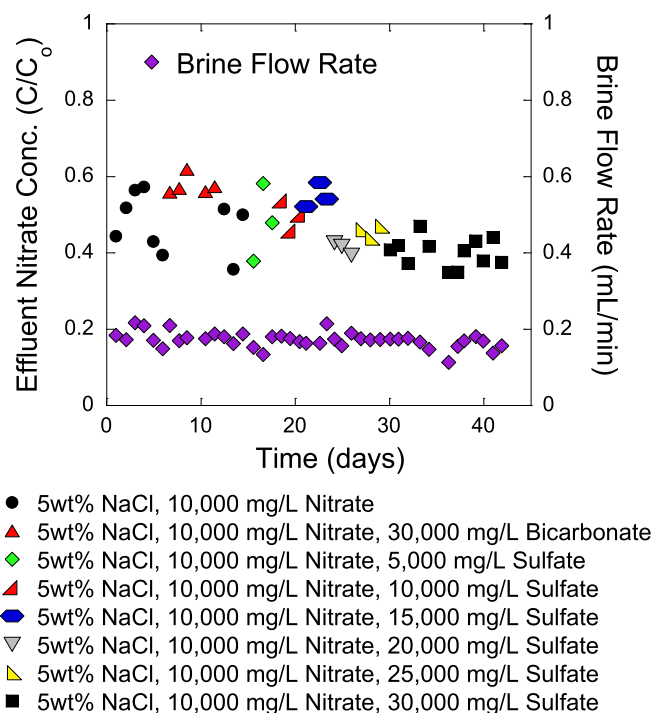 1
0.8
0.6
0.4
0.2
0
Effluent Nitrate Conc. (C/C₀)
Brine Flow Rate
1
0.8
0.6
0.4
0.2
0
Brine Flow Rate (mL/min)
0 10 20 30 40
Time (days)
5wt% NaCl, 10,000 mg/L Nitrate
5wt% NaCl, 10,000 mg/L Nitrate, 30,000 mg/L Bicarbonate
5wt% NaCl, 10,000 mg/L Nitrate, 5,000 mg/L Sulfate
5wt% NaCl, 10,000 mg/L Nitrate, 10,000 mg/L Sulfate
5wt% NaCl, 10,000 mg/L Nitrate, 15,000 mg/L Sulfate
5wt% NaCl, 10,000 mg/L Nitrate, 20,000 mg/L Sulfate
5wt% NaCl, 10,000 mg/L Nitrate, 25,000 mg/L Sulfate
5wt% NaCl, 10,000 mg/L Nitrate, 30,000 mg/L Sulfate